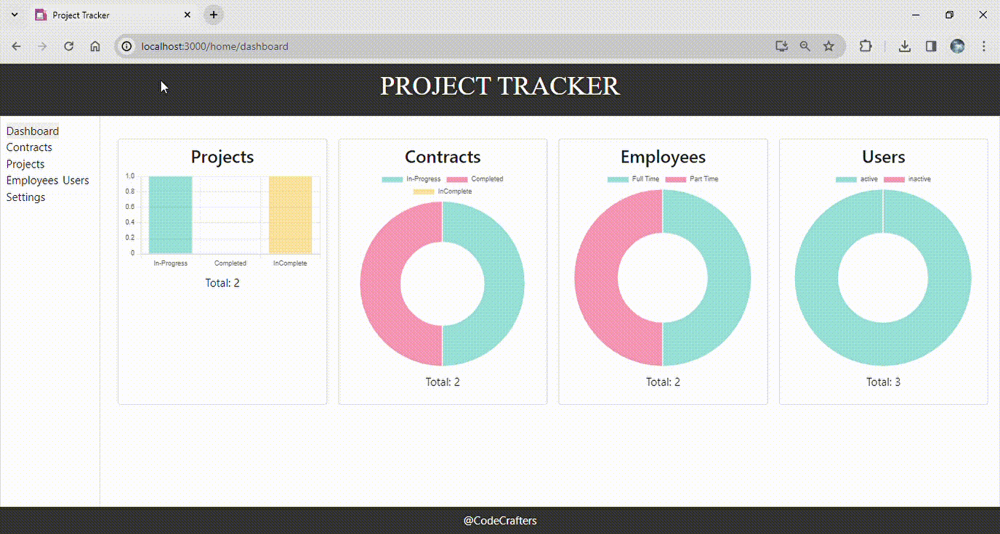 Project Tracker
localhost:3000/home/dashboard
PROJECT TRACKER
Dashboard
Contracts
Projects
Employees Users
Settings
Projects
1.0
0.8
0.6
0.4
0.2
0
In-Progress Completed InComplete
Total: 2
Contracts
In-Progress Completed
InComplete
Total: 2
Employees
Full Time Part Time
Total: 2
Users
active inactive
Total: 3
@CodeCrafters